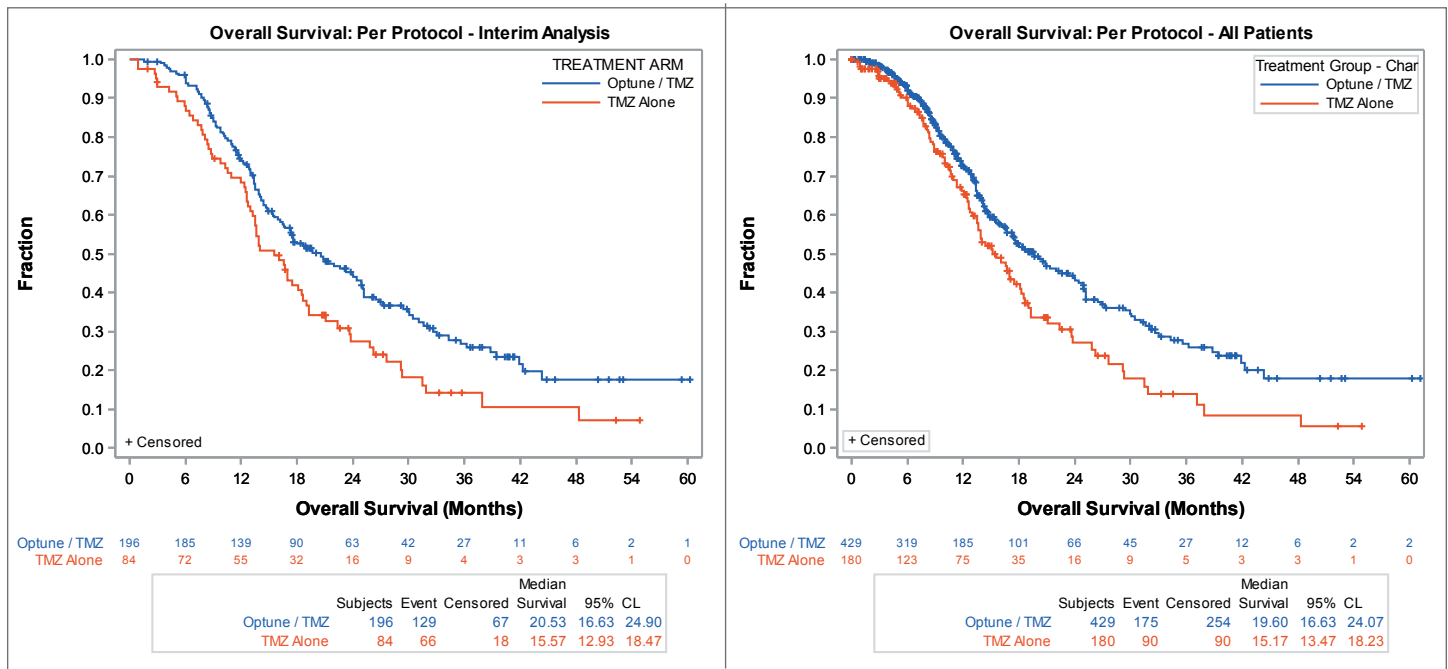 Overall Survival: Per Protocol - Interim Analysis
TREATMENT ARM
Optune / TMZ
TMZ Alone
1.0
0.9
0.8
0.7
0.6
0.5
0.4
0.3
0.2
0.1
0.0
Fraction
+ Censored
0 6 12 18 24 30 36 42 48 54 60
Overall Survival (Months)
Optune / TMZ 196 185 139 90 63 42 27 11 6 2 1
TMZ Alone 84 72 55 32 16 9 4 3 3 1 0
Median
Subjects Event Censored Survival 95% CL
Optune / TMZ 196 129 67 20.53 16.63 24.90
TMZ Alone 84 66 18 15.57 12.93 18.47
Overall Survival: Per Protocol - All Patients
Treatment Group - Char
Optune / TMZ
TMZ Alone
1.0
0.9
0.8
0.7
0.6
0.5
0.4
0.3
0.2
0.1
0.0
Fraction
+ Censored
0 6 12 18 24 30 36 42 48 54 60
Overall Survival (Months)
Optune / TMZ 429 319 185 101 66 45 27 12 6 2 2
TMZ Alone 180 123 75 35 16 9 5 3 3 1 0
Median
Subjects Event Censored Survival 95% CL
Optune / TMZ 429 175 254 19.60 16.63 24.07
TMZ Alone 180 90 90 15.17 13.47 18.23